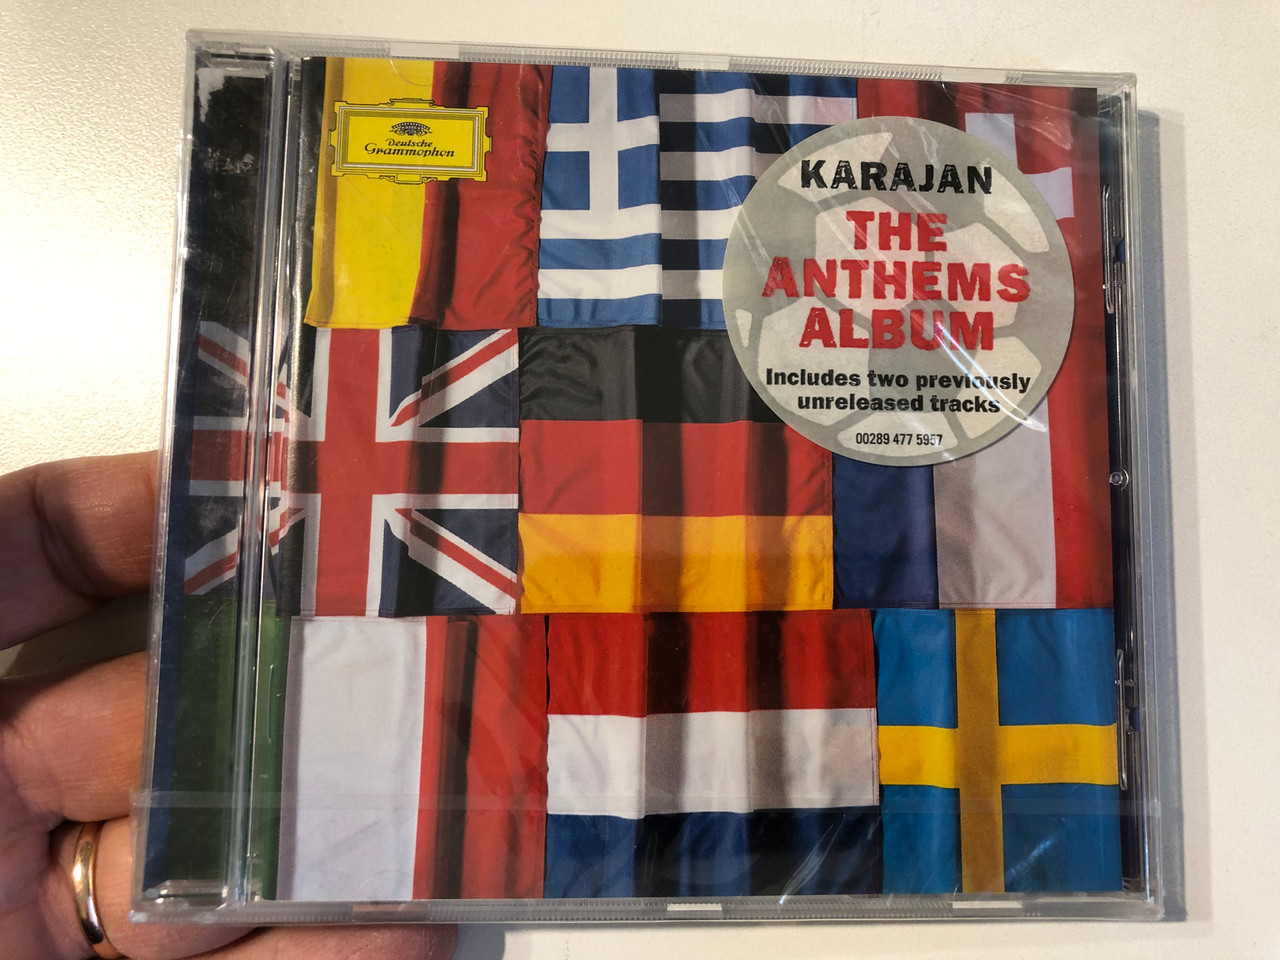 Deutsche
Grammophon
KARAJAN
THE
ANTHEMS
ALBUM
Includes two previously
unreleased tracks
00289 477 5957